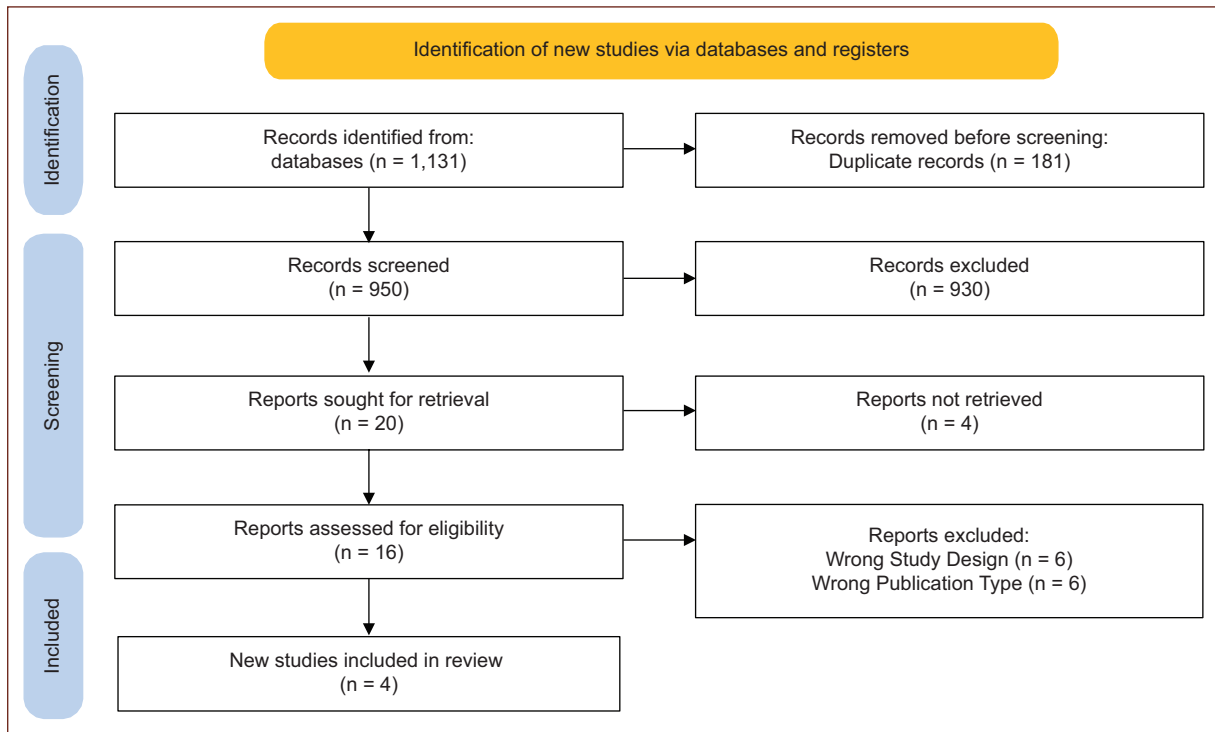 Identification of new studies via databases and registers
Identification
Records identified from:
databases (n = 1,131)
Records removed before screening:
Duplicate records (n = 181)
Screening
Records screened
(n = 950)
Records excluded
(n = 930)
Reports sought for retrieval
(n = 20)
Reports not retrieved
(n = 4)
Reports assessed for eligibility
(n = 16)
Reports excluded:
Wrong Study Design (n = 6)
Wrong Publication Type (n = 6)
Included
New studies included in review
(n = 4)